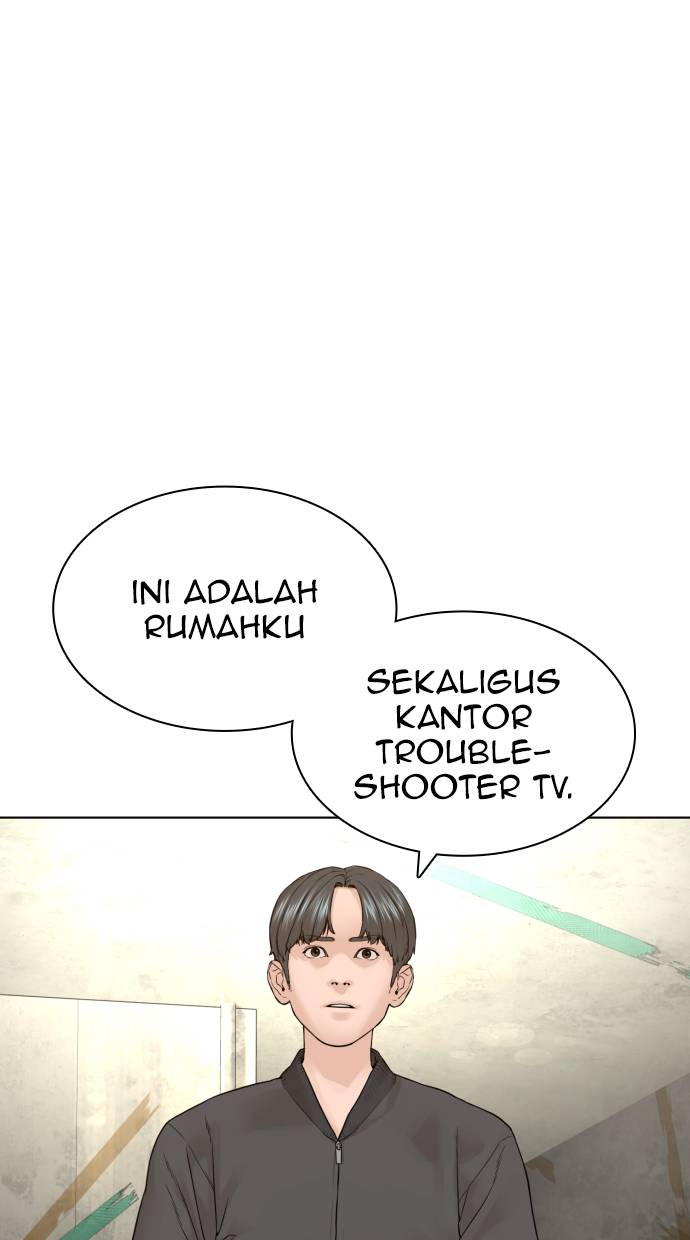 INI ADALAH
RUMAHKU
SEKALIGUS
KANTOR
TROUBLE-
SHOOTER TV.